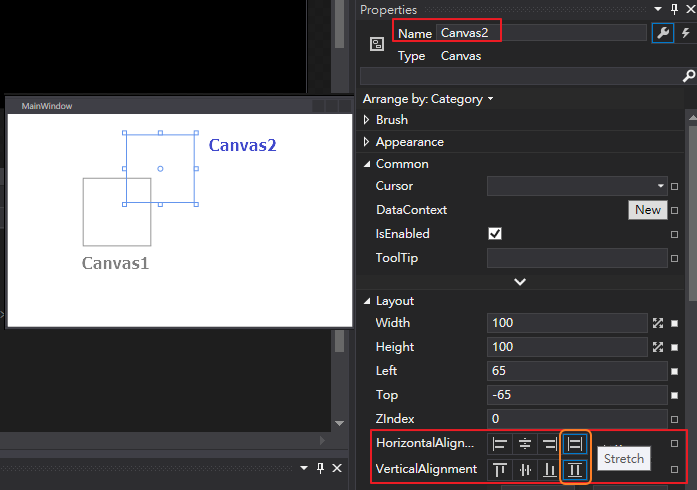 Properties
Name Canvas2
Type Canvas
Arrange by: Category
Brush
Appearance
Common
Cursor
DataContext New
IsEnabled
ToolTip
Layout
Width 100
Height 100
Left 65
Top -65
ZIndex 0
HorizontalAlign...
VerticalAlignment
Stretch
MainWindow
Canvas2
Canvas1